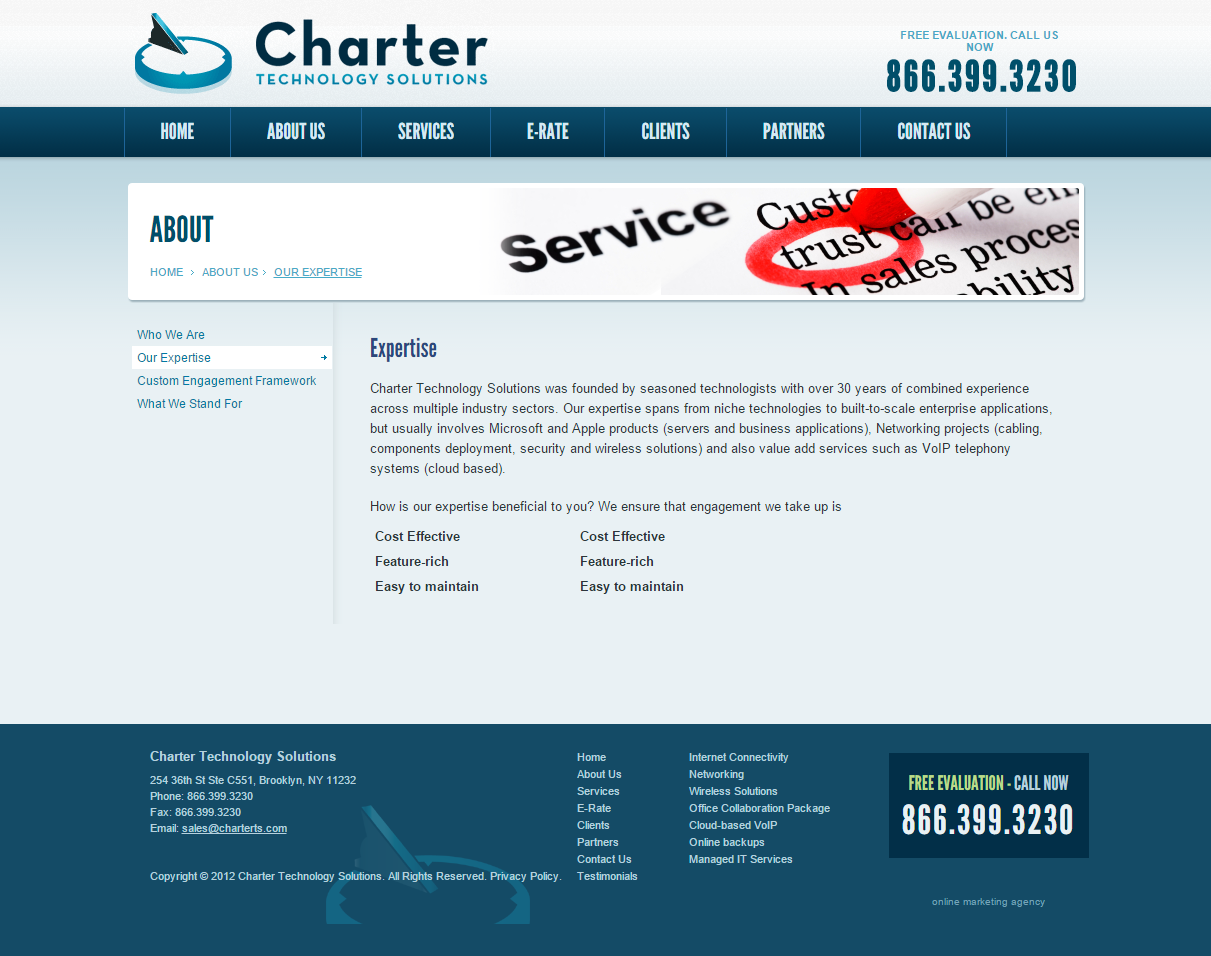 Charter
TECHNOLOGY SOLUTIONS
FREE EVALUATION. CALL US
NOW
866.399.3230
HOME
ABOUT US
SERVICES
E-RATE
CLIENTS
PARTNERS
CONTACT US
ABOUT
HOME > ABOUT US > OUR EXPERTISE
Service
trust can be
In sales
Who We Are
Our Expertise
Custom Engagement Framework
What We Stand For
Expertise
Charter Technology Solutions was founded by seasoned technologists with over 30 years of combined experience
across multiple industry sectors. Our expertise spans from niche technologies to built-to-scale enterprise applications,
but usually involves Microsoft and Apple products (servers and business applications), Networking projects (cabling,
components deployment, security and wireless solutions) and also value add services such as VoIP telephony
systems (cloud based).
How is our expertise beneficial to you? We ensure that engagement we take up is
Cost Effective
Feature-rich
Easy to maintain
Cost Effective
Feature-rich
Easy to maintain
Charter Technology Solutions
254 36th St Ste C551, Brooklyn, NY 11232
Phone: 866.399.3230
Fax: 866.399.3230
Email: sales@charterts.com
Copyright © 2012 Charter Technology Solutions. All Rights Reserved. Privacy Policy.
Home
About Us
Services
E-Rate
Clients
Partners
Contact Us
Testimonials
Internet Connectivity
Networking
Wireless Solutions
Office Collaboration Package
Cloud-based VoIP
Online backups
Managed IT Services
FREE EVALUATION - CALL NOW
866.399.3230
online marketing agency